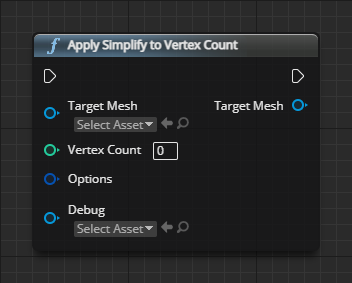 Apply Simplify to Vertex Count
Target Mesh Target Mesh
Select Asset
Vertex Count 0
Options
Debug
Select Asset